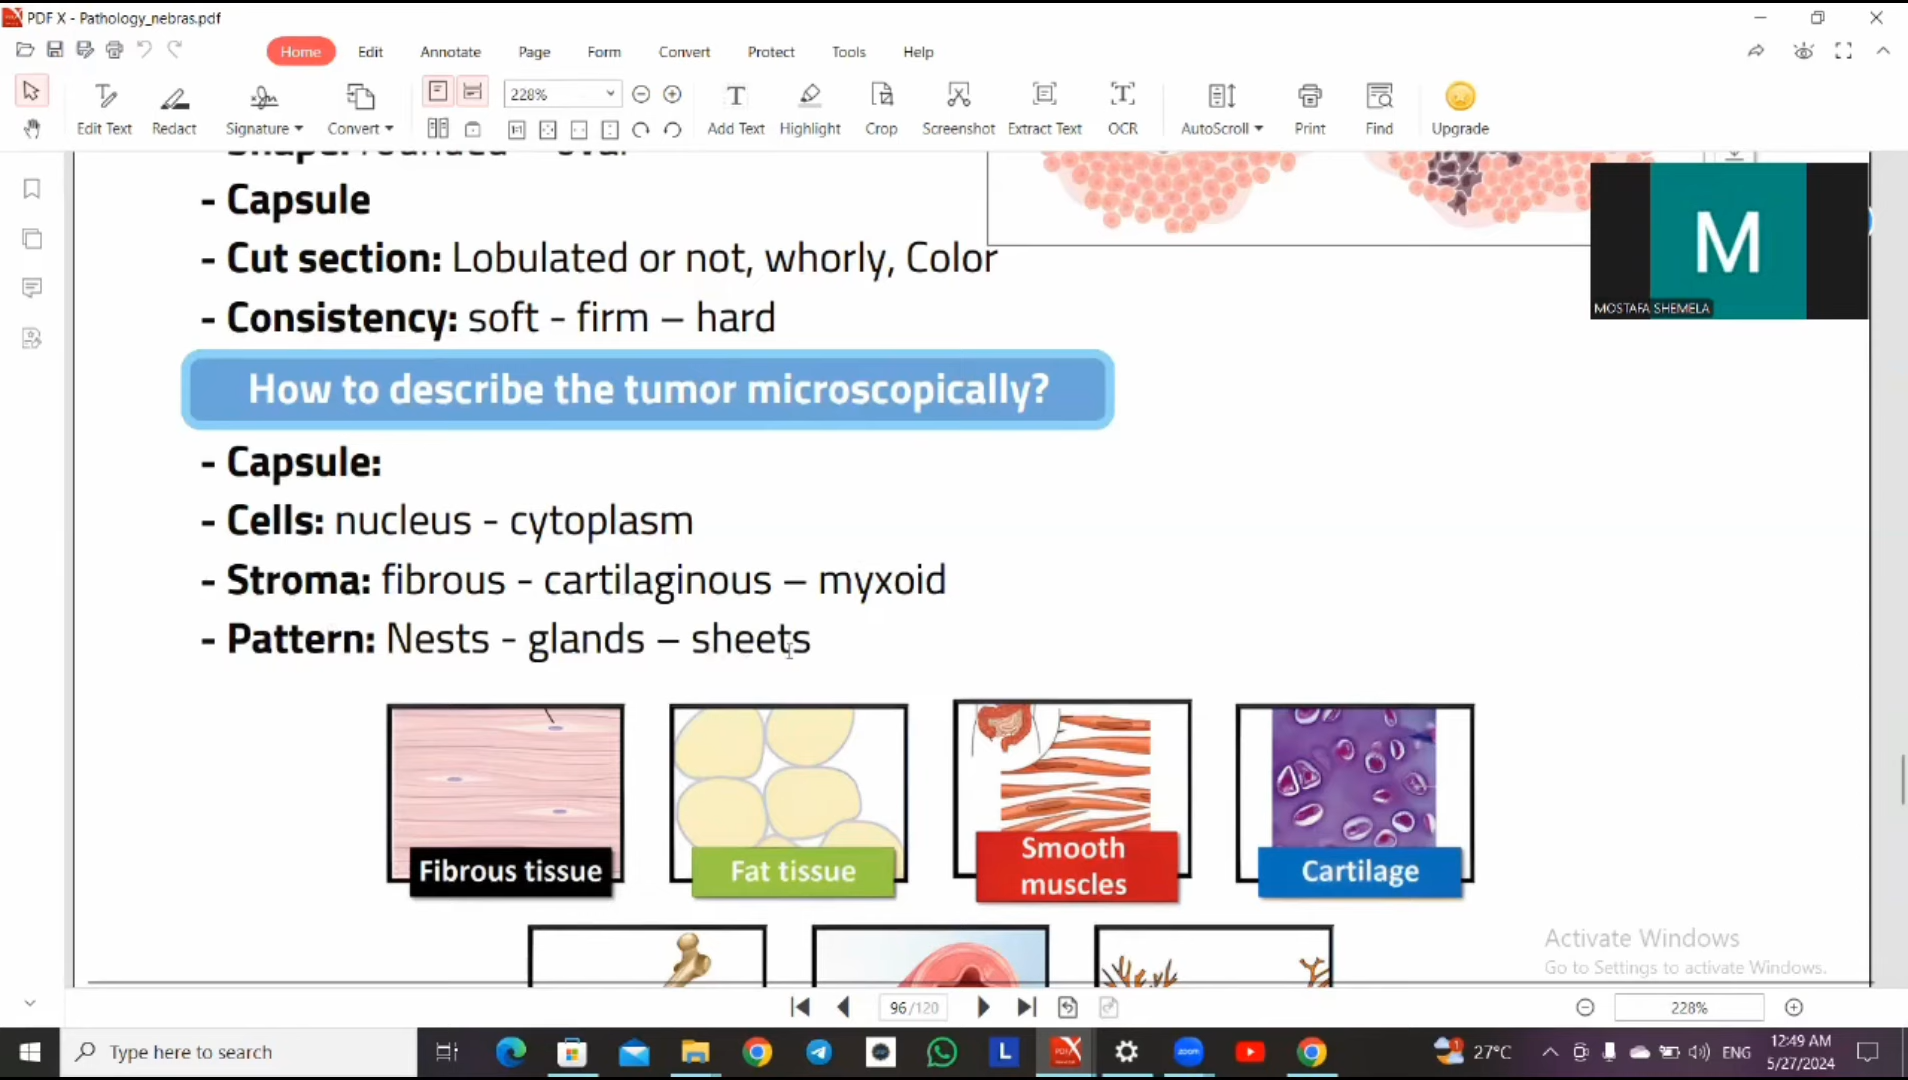 PDF X - Pathology_nebras.pdf
Home Edit Annotate Page Form Convert Protect Tools Help
228%
Edit Text Redact Signature Convert Add Text Highlight Crop Screenshot Extract Text OCR AutoScroll Print Find Upgrade
- Shape: rounded - oval
- Capsule
- Cut section: Lobulated or not, whorly, Color
- Consistency: soft - firm – hard
M
MOSTAFA SHEMELA
How to describe the tumor microscopically?
- Capsule:
- Cells: nucleus - cytoplasm
- Stroma: fibrous - cartilaginous – myxoid
- Pattern: Nests - glands – sheets
Fibrous tissue
Fat tissue
Smooth
muscles
Cartilage
Activate Windows
Go to Settings to activate Windows.
96/120
228%
Type here to search
L
zoom
27°C
ENG
12:49 AM
5/27/2024